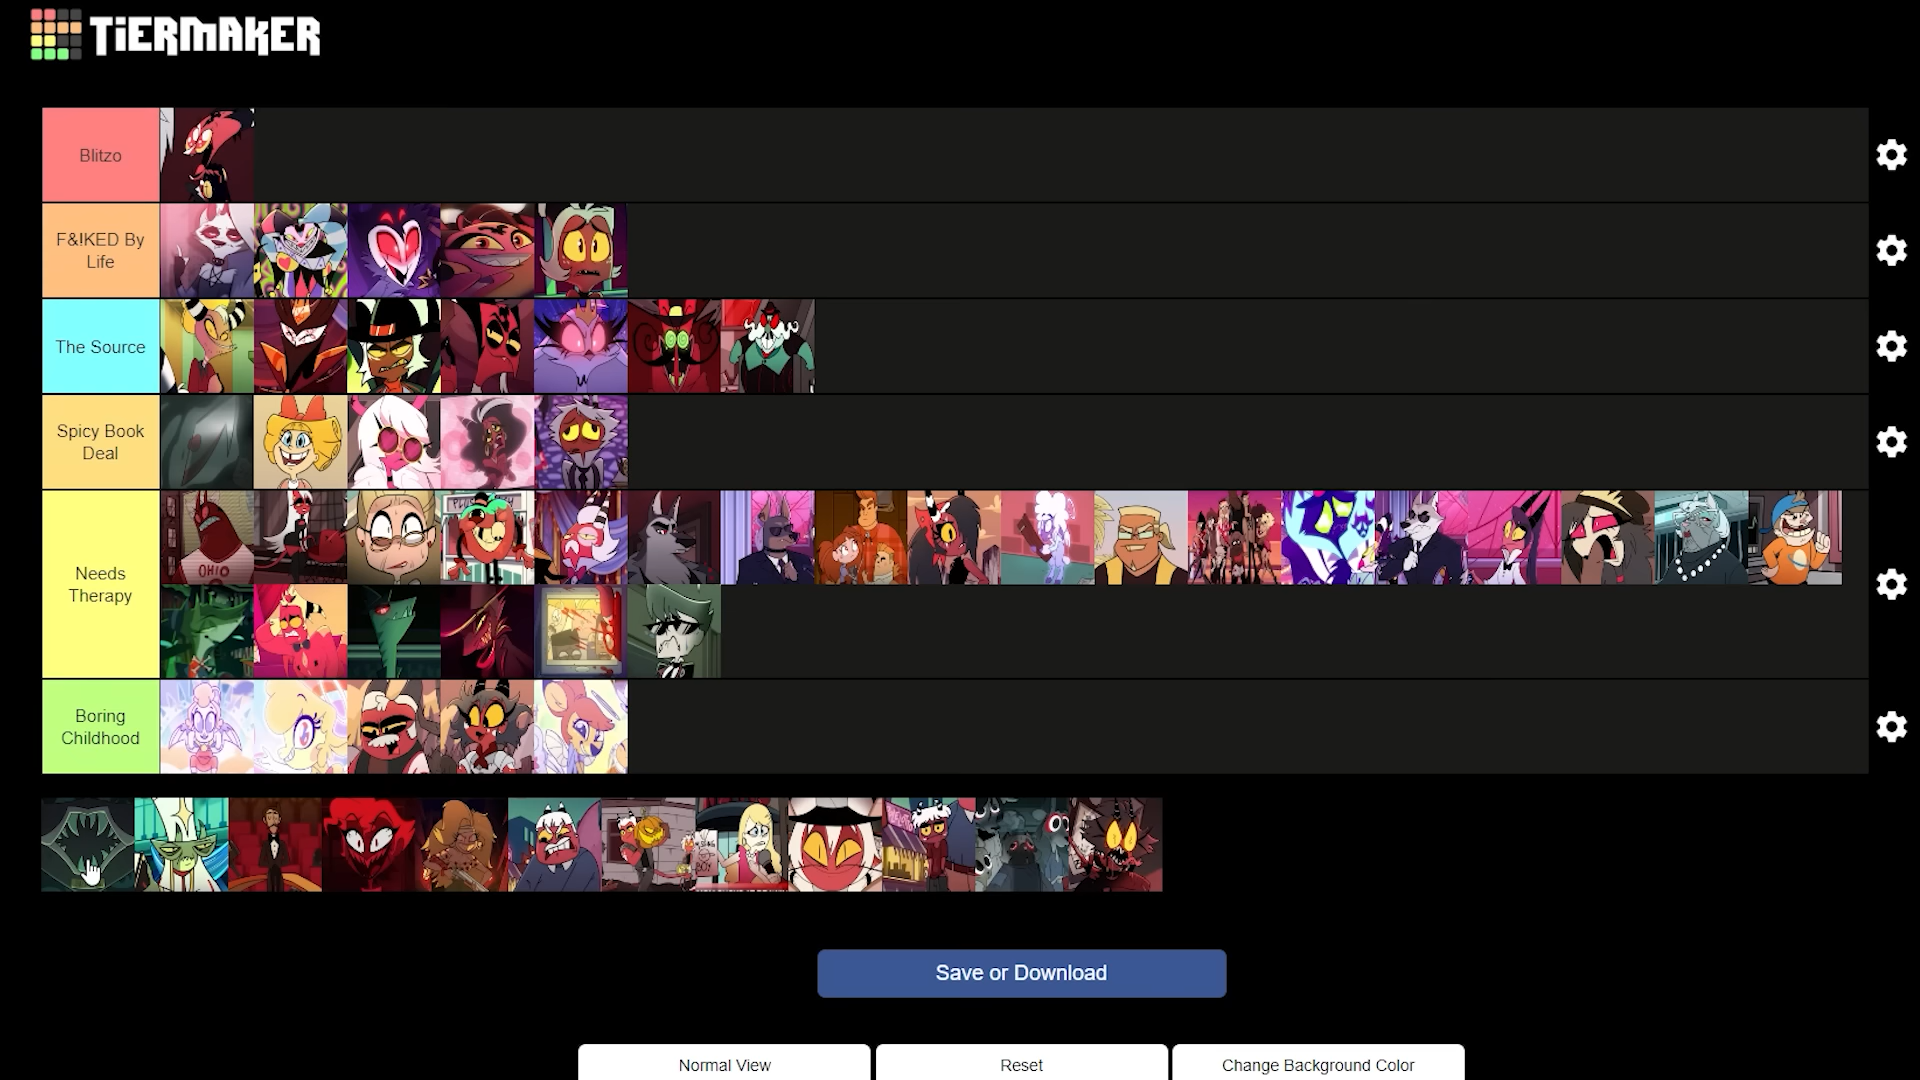 TiERMAKER
Blitzo
F&!KED By
Life
The Source
Spicy Book
Deal
OHIO
Needs
Therapy
Boring
Childhood
Save or Download
Normal View
Reset
Change Background Color